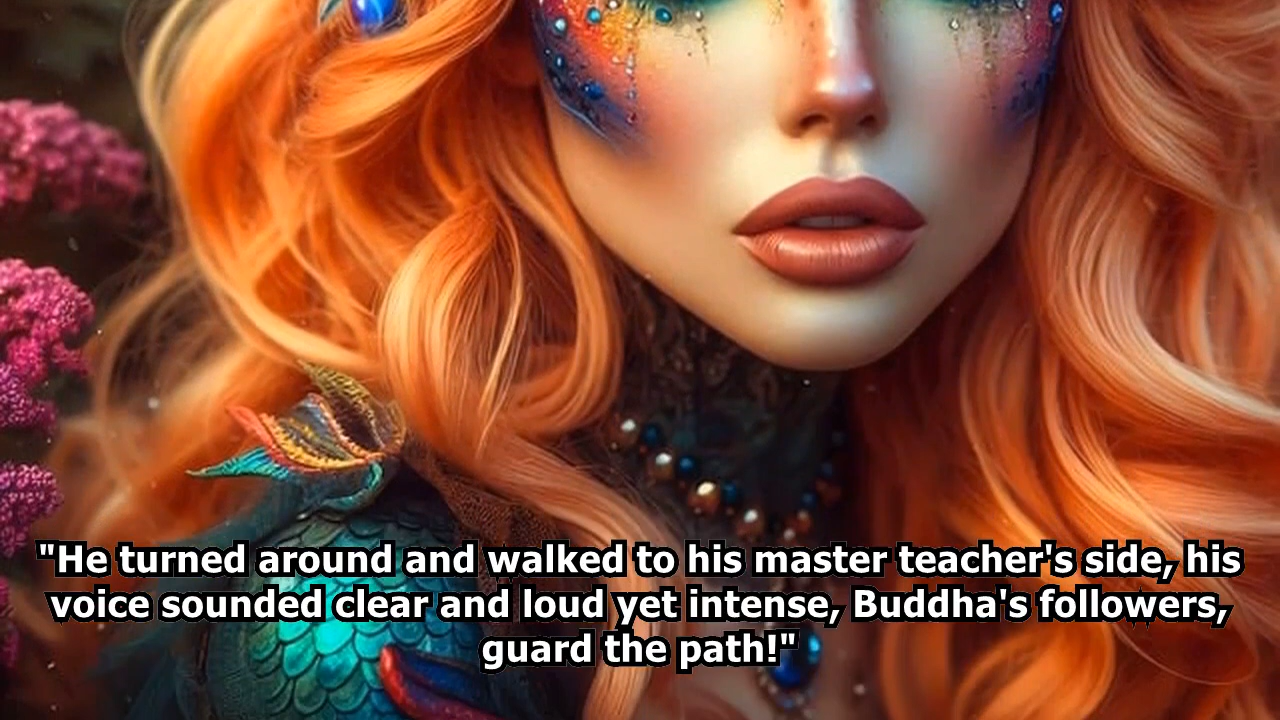 "He turned around and walked to his master teacher's side, his
voice sounded clear and loud yet intense, Buddha's followers,
guard the path!"